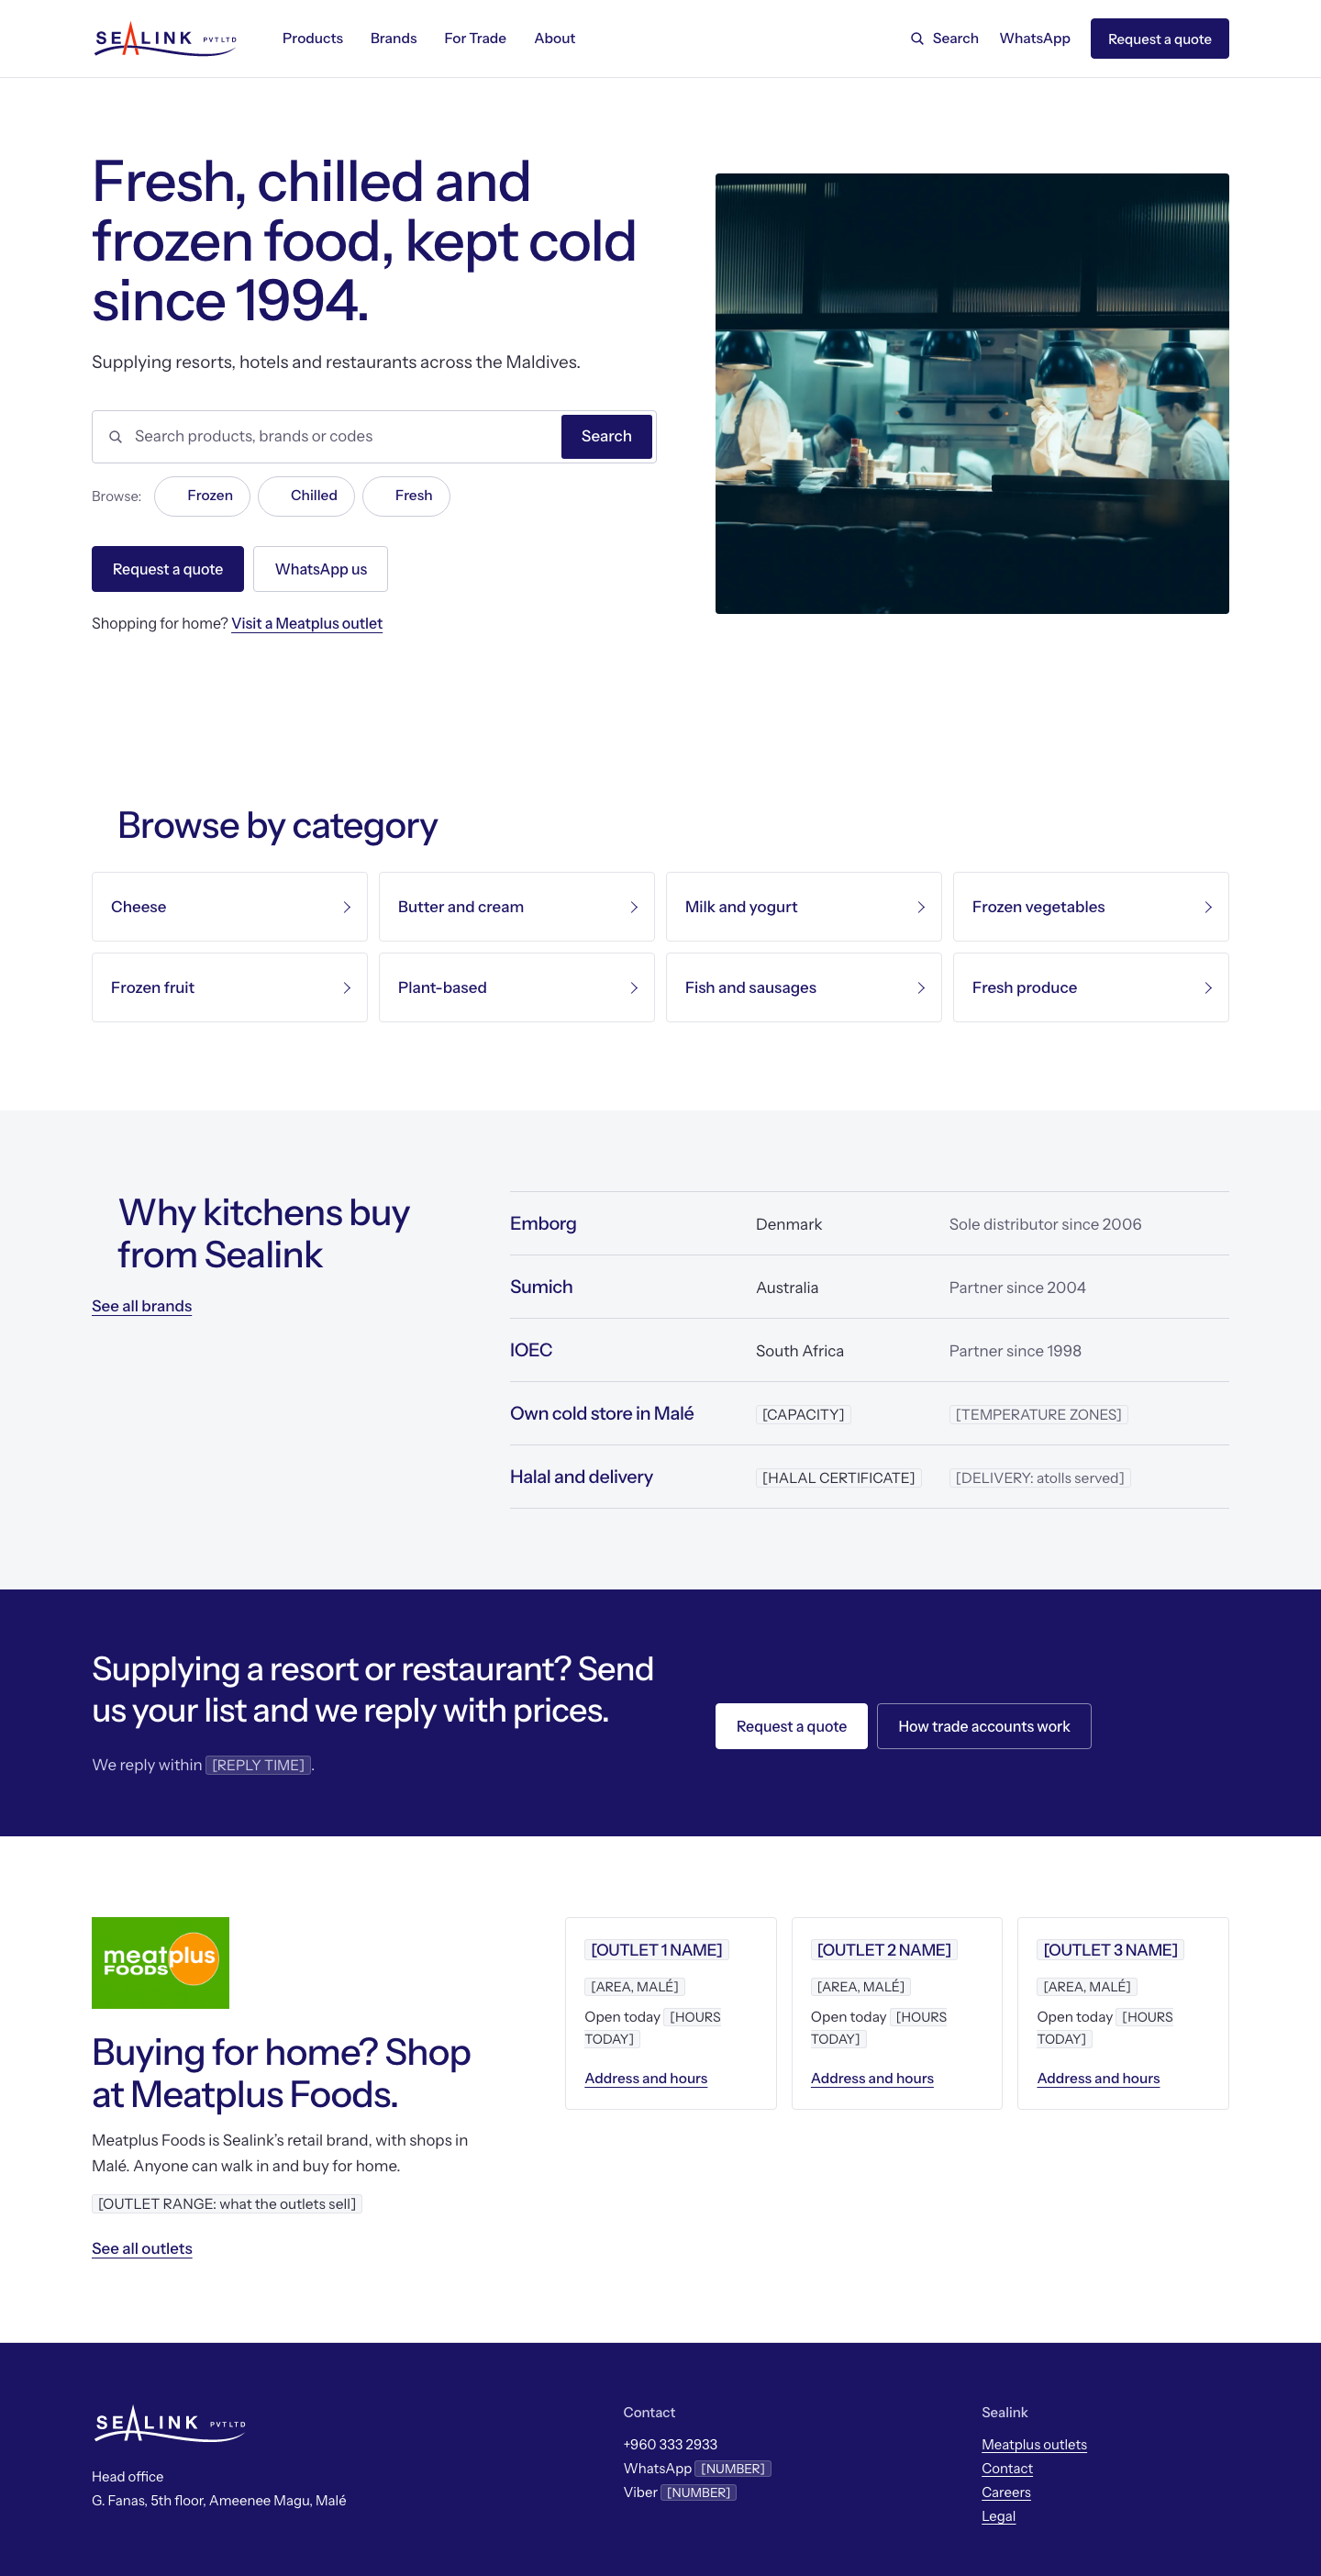 SEALINK PVT LTD
Products Brands For Trade About
Search WhatsApp Request a quote
Fresh, chilled and
frozen food, kept cold
since 1994.
Supplying resorts, hotels and restaurants across the Maldives.
Search products, brands or codes Search
Browse: Frozen Chilled Fresh
Request a quote WhatsApp us
Shopping for home? Visit a Meatplus outlet
Browse by category
Cheese Butter and cream Milk and yogurt Frozen vegetables
Frozen fruit Plant-based Fish and sausages Fresh produce
Why kitchens buy
from Sealink
See all brands
Emborg Denmark Sole distributor since 2006
Sumich Australia Partner since 2004
IOEC South Africa Partner since 1998
Own cold store in Malé [CAPACITY] [TEMPERATURE ZONES]
Halal and delivery [HALAL CERTIFICATE] [DELIVERY: atolls served]
Supplying a resort or restaurant? Send
us your list and we reply with prices.
We reply within [REPLY TIME].
Request a quote How trade accounts work
meatplus
FOODS
Buying for home? Shop
at Meatplus Foods.
Meatplus Foods is Sealink’s retail brand, with shops in
Malé. Anyone can walk in and buy for home.
[OUTLET RANGE: what the outlets sell]
See all outlets
[OUTLET 1 NAME]
[AREA, MALÉ]
Open today [HOURS
TODAY]
Address and hours
[OUTLET 2 NAME]
[AREA, MALÉ]
Open today [HOURS
TODAY]
Address and hours
[OUTLET 3 NAME]
[AREA, MALÉ]
Open today [HOURS
TODAY]
Address and hours
SEALINK PVT LTD
Head office
G. Fanas, 5th floor, Ameenee Magu, Malé
Contact
+960 333 2933
WhatsApp [NUMBER]
Viber [NUMBER]
Sealink
Meatplus outlets
Contact
Careers
Legal